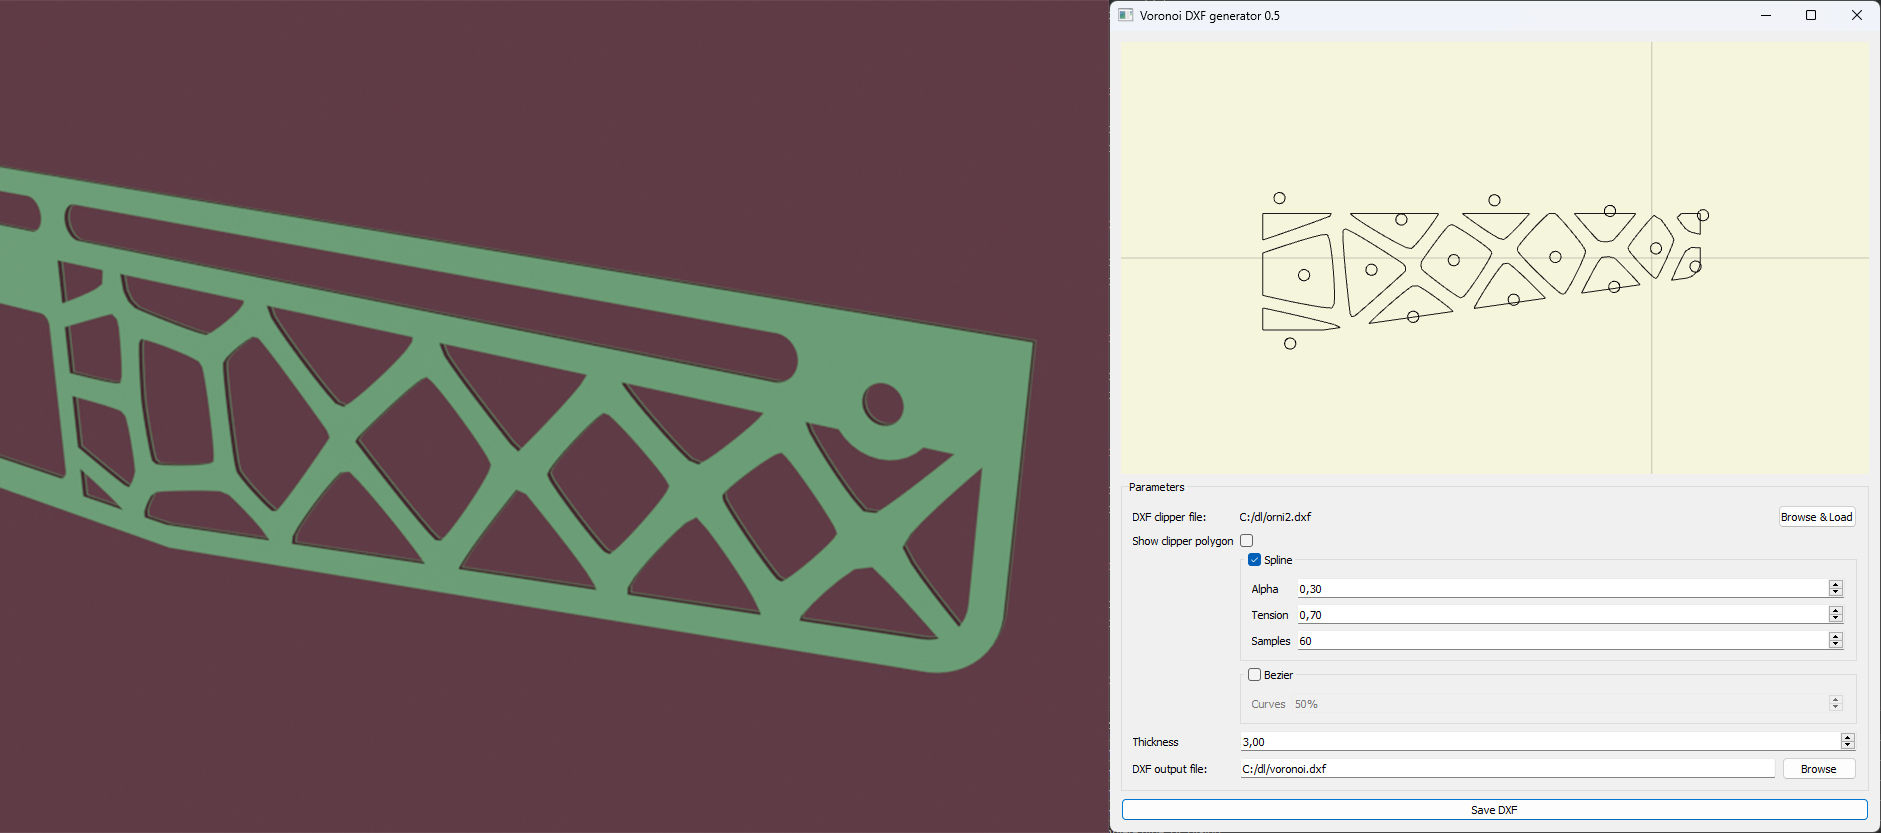 Voronoi DXF generator 0.5
Parameters
DXF clipper file: C:/dl/orni2.dxf Browse & Load
Show clipper polygon
Spline
Alpha 0,30
Tension 0,70
Samples 60
Bezier
Curves 50%
Thickness 3,00
DXF output file: C:/dl/voronoi.dxf Browse
Save DXF